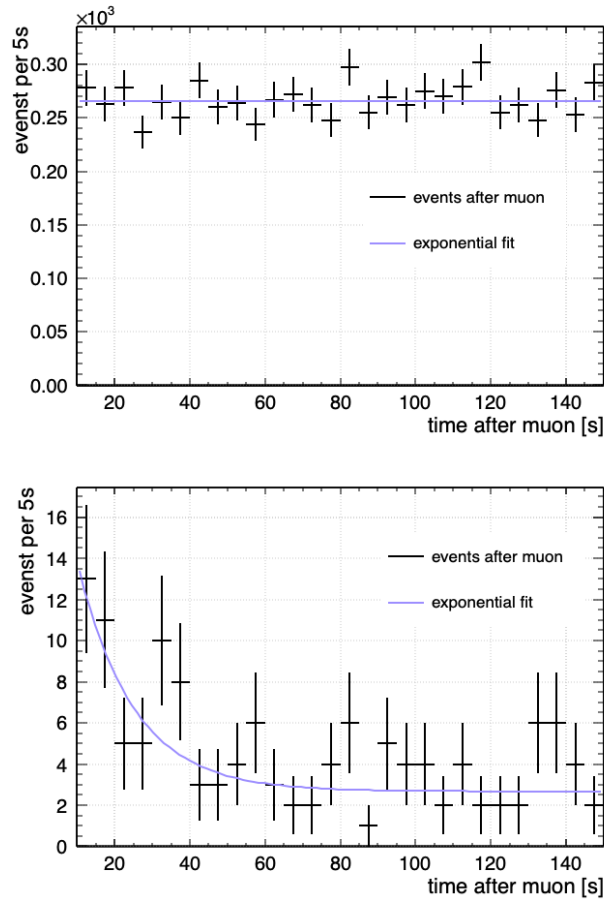 ×10³
evenst per 5s
0.30
0.25
0.20
0.15
0.10
0.05
0.00
events after muon
exponential fit
20 40 60 80 100 120 140
time after muon [s]
evenst per 5s
16
14
12
10
8
6
4
2
0
events after muon
exponential fit
20 40 60 80 100 120 140
time after muon [s]